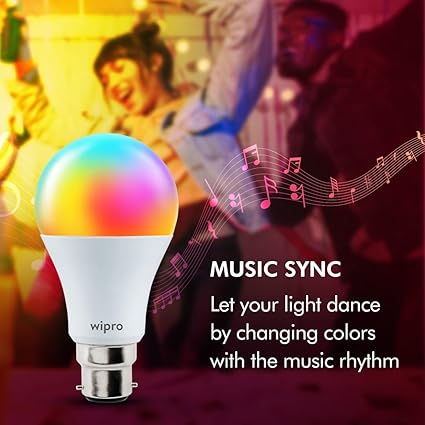 MUSIC SYNC
Let your light dance
by changing colors
with the music rhythm
wipro